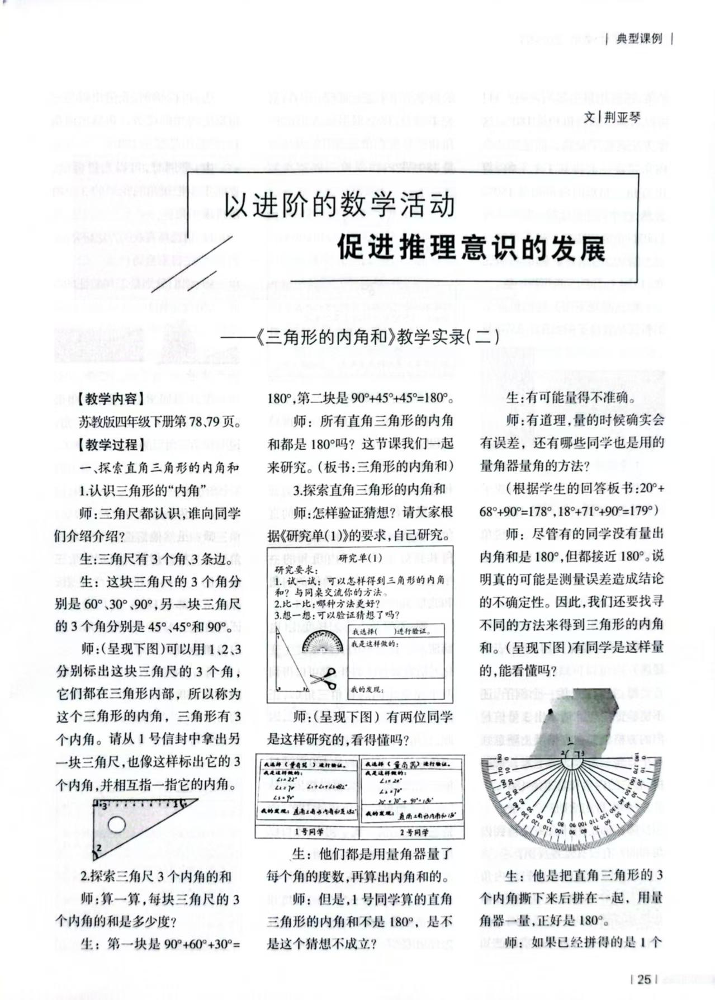 典型课例
文 荆亚琴
以进阶的数学活动
促进推理意识的发展
——《三角形的内角和》教学实录(二)
【教学内容】
苏教版四年级下册第78、79页。
【教学过程】
一、探索直角三角形的内角和
1.认识三角形的“内角”
师:三角尺都认识,谁向同学
们介绍介绍?
生:三角尺有3个角、3条边。
生：这块三角尺的3个角分
别是60°、30°、90°,另一块三角尺
的3个角分别是45°、45°和90°。
师:(呈现下图)可以用1、2、3
分别标出这块三角尺的3个角,
它们都在三角形内部，所以称为
这个三角形的内角，三角形有3
个内角。请从1号信封中拿出另
一块三角尺,也像这样标出它的3
个内角,并相互指一指它的内角。
3
1
2
2.探索三角尺3个内角的和
师:算一算,每块三角尺的3
个内角的和是多少度?
生：第一块是90°+60°+30°=
180°,第二块是90°+45°+45°=180°。
师：所有直角三角形的内角
和都是180°吗？这节课我们一起
来研究。(板书:三角形的内角和)
3.探索直角三角形的内角和
师:怎样验证猜想？请大家根
据《研究单(1)》的要求,自己研究。
研究单(1)
研究要求:
1. 试一试：可以怎样得到三角形的内角
和？与同桌交流你的方法。
2.比一比:哪种方法更好?
3.想一想:可以验证猜想了吗?
我选择( )进行验证。
我是这样做的:
我的发现:
师:(呈现下图）有两位同学
是这样研究的,看得懂吗?
我选择(量角器)进行验证。
我是这样做的:
∠1=22°
∠2=70°
∠3=90°
我的发现: 直角三角形内角和是182°
1号同学
我选择(量角器)进行验证。
我是这样做的:
∠1=20°
∠2=70°
20°+70°+90°=180°
我的发现:
2号同学
生：他们都是用量角器量了
每个角的度数,再算出内角和的。
师：但是,1号同学算的直角
三角形的内角和不是180°，是不
是这个猜想不成立?
生:有可能量得不准确。
师:有道理,量的时候确实会
有误差，还有哪些同学也是用的
量角器量角的方法?
(根据学生的回答板书:20°+
68°+90°=178°,18°+71°+90°=179°)
师：尽管有的同学没有量出
内角和是180°,但都接近180°。说
明真的可能是测量误差造成结论
的不确定性。因此,我们还要找寻
不同的方法来得到三角形的内角
和。(呈现下图)有同学是这样量
的,能看懂吗?
生：他是把直角三角形的3
个内角撕下来后拼在一起，用量
角器一量,正好是180°。
师:如果已经拼得的是1个
25